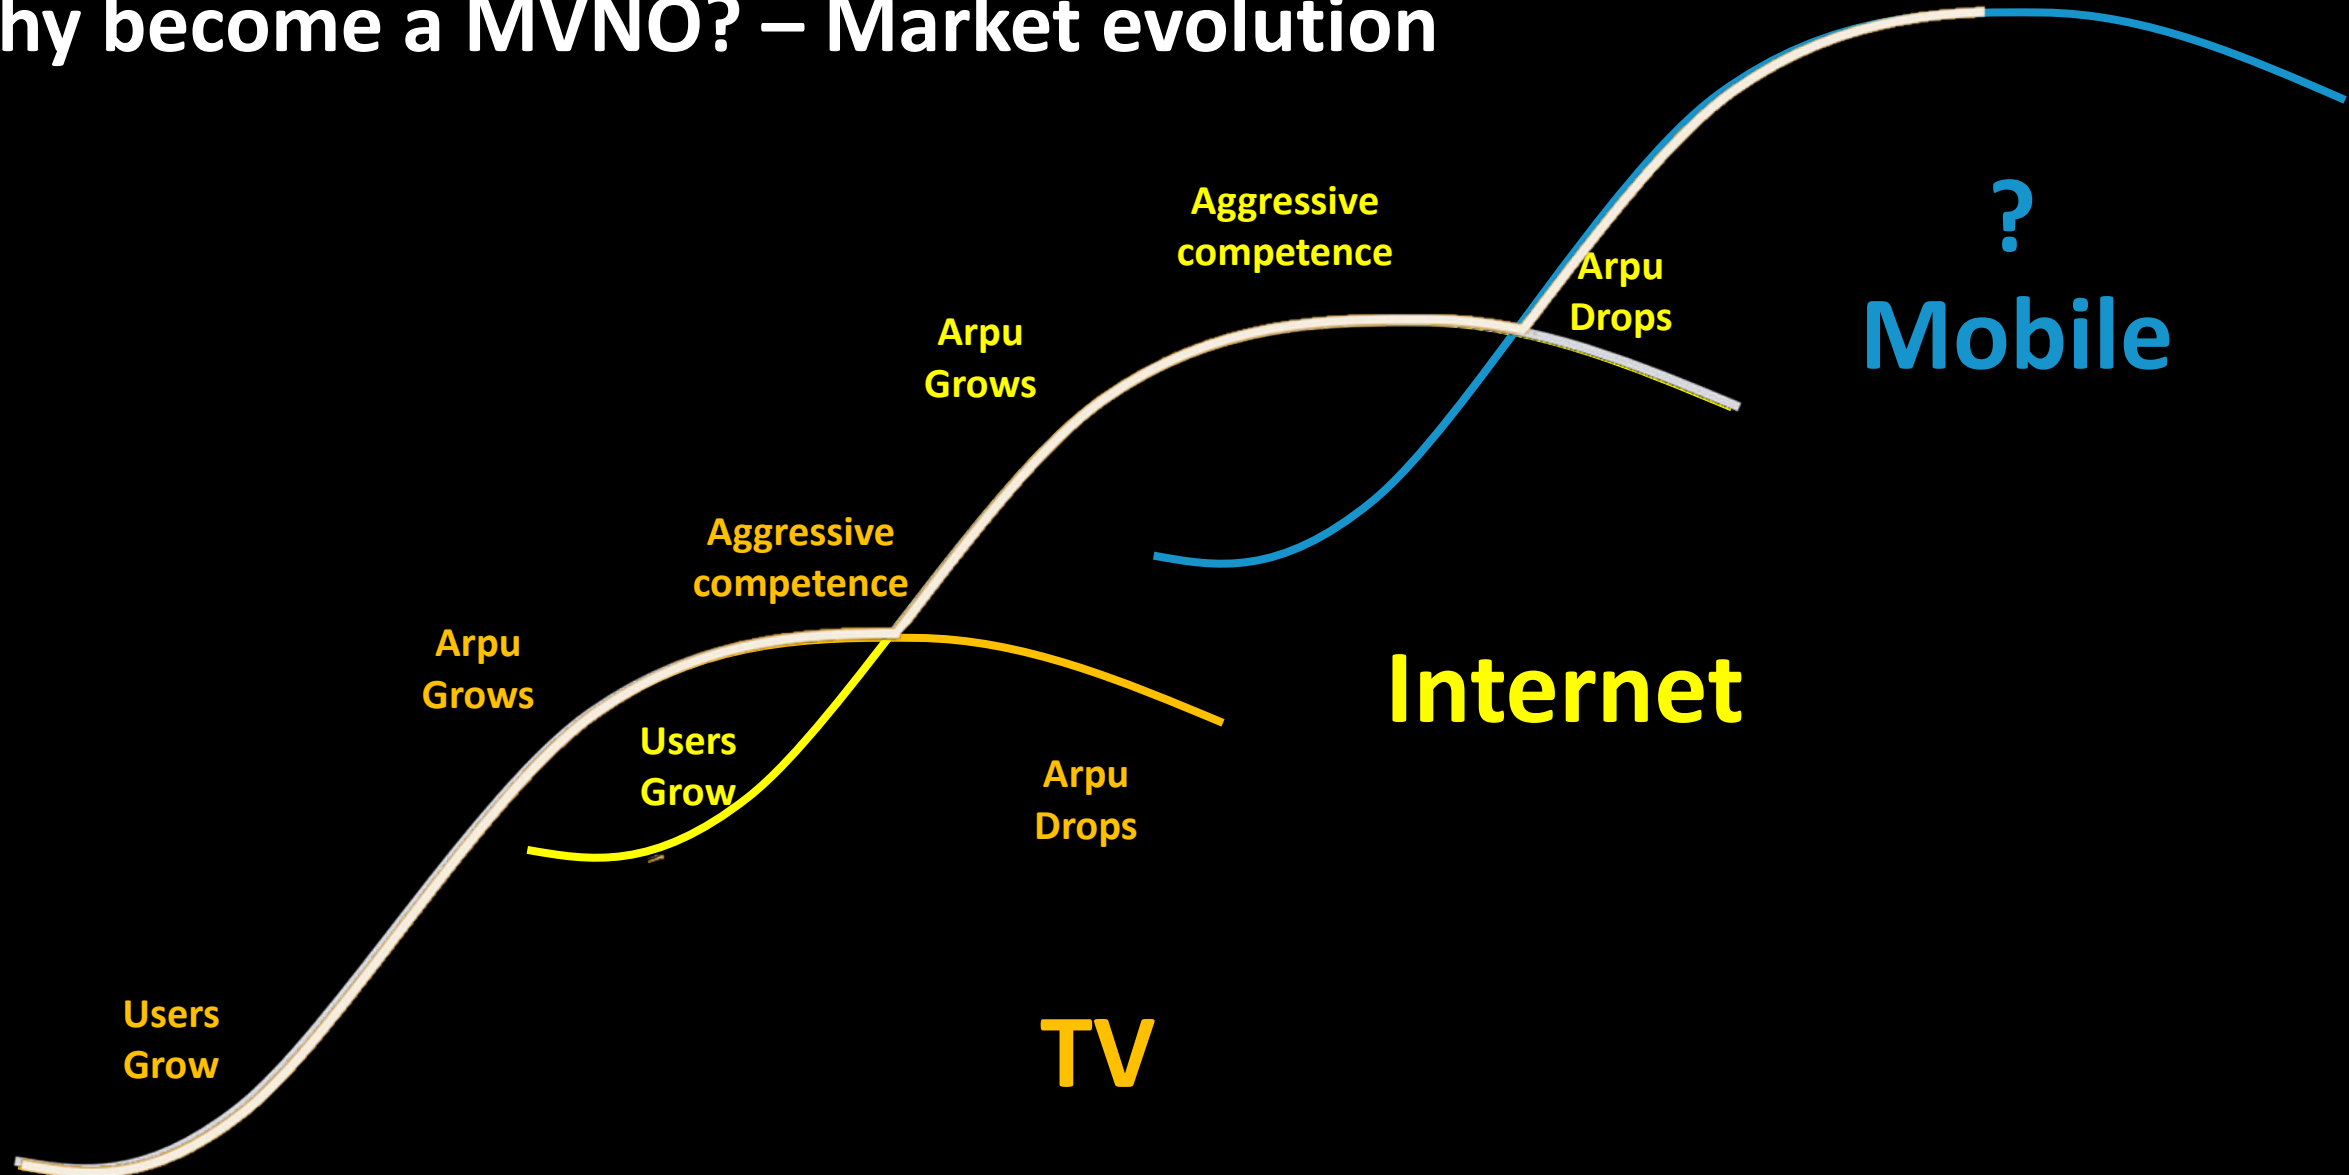 hy become a MVNO? – Market evolution
?
Mobile
Aggressive
competence
Arpu
Drops
Arpu
Grows
Aggressive
competence
Internet
Arpu
Grows
Users
Grow
Arpu
Drops
Users
Grow
TV